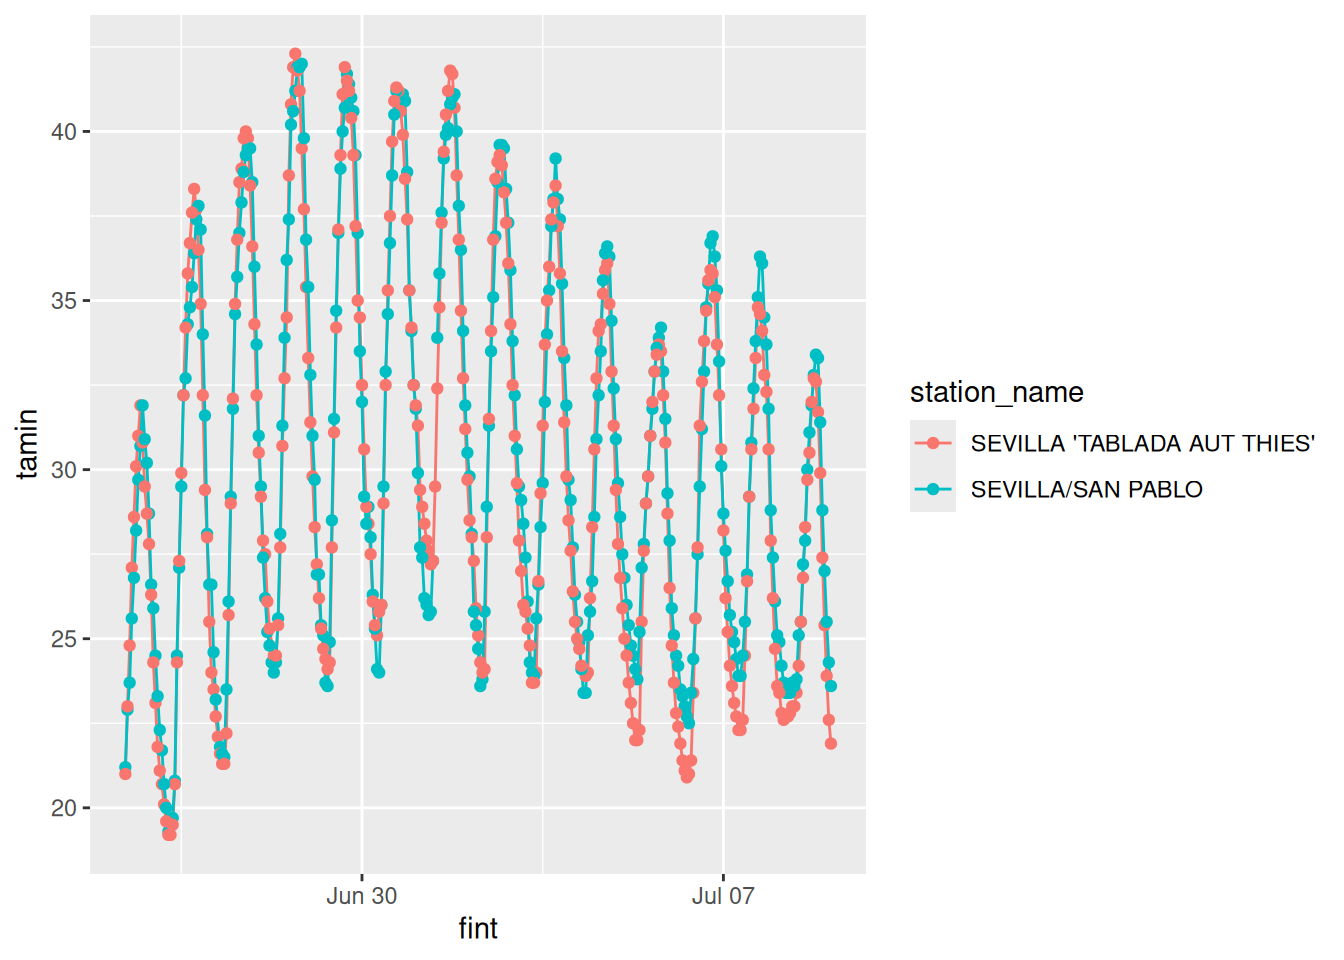 40
35
30
25
20
tamin
Jun 30
Jul 07
fint
station_name
SEVILLA 'TABLADA AUT THIES'
SEVILLA/SAN PABLO